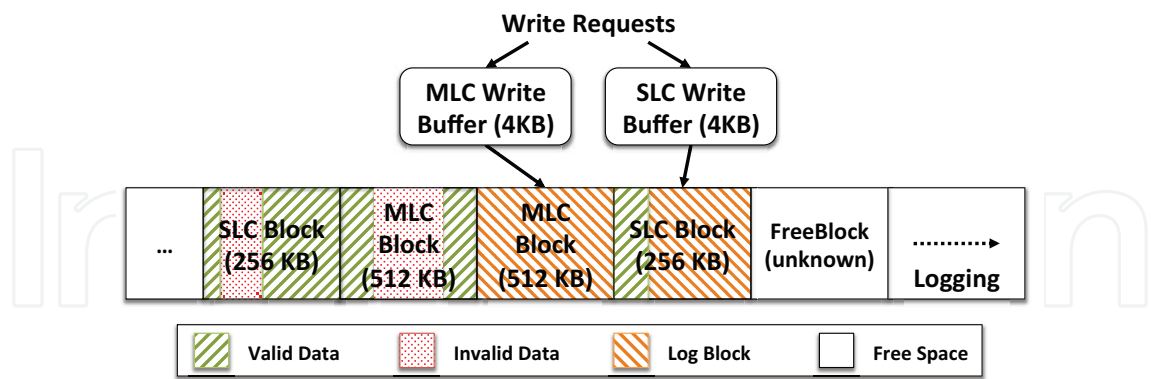 Write Requests
MLC Write
Buffer (4KB)
SLC Write
Buffer (4KB)
...
SLC Block
(256 KB)
MLC
Block
(512 KB)
MLC
Block
(512 KB)
SLC Block
(256 KB)
FreeBlock
(unknown)
Logging
Valid Data
Invalid Data
Log Block
Free Space